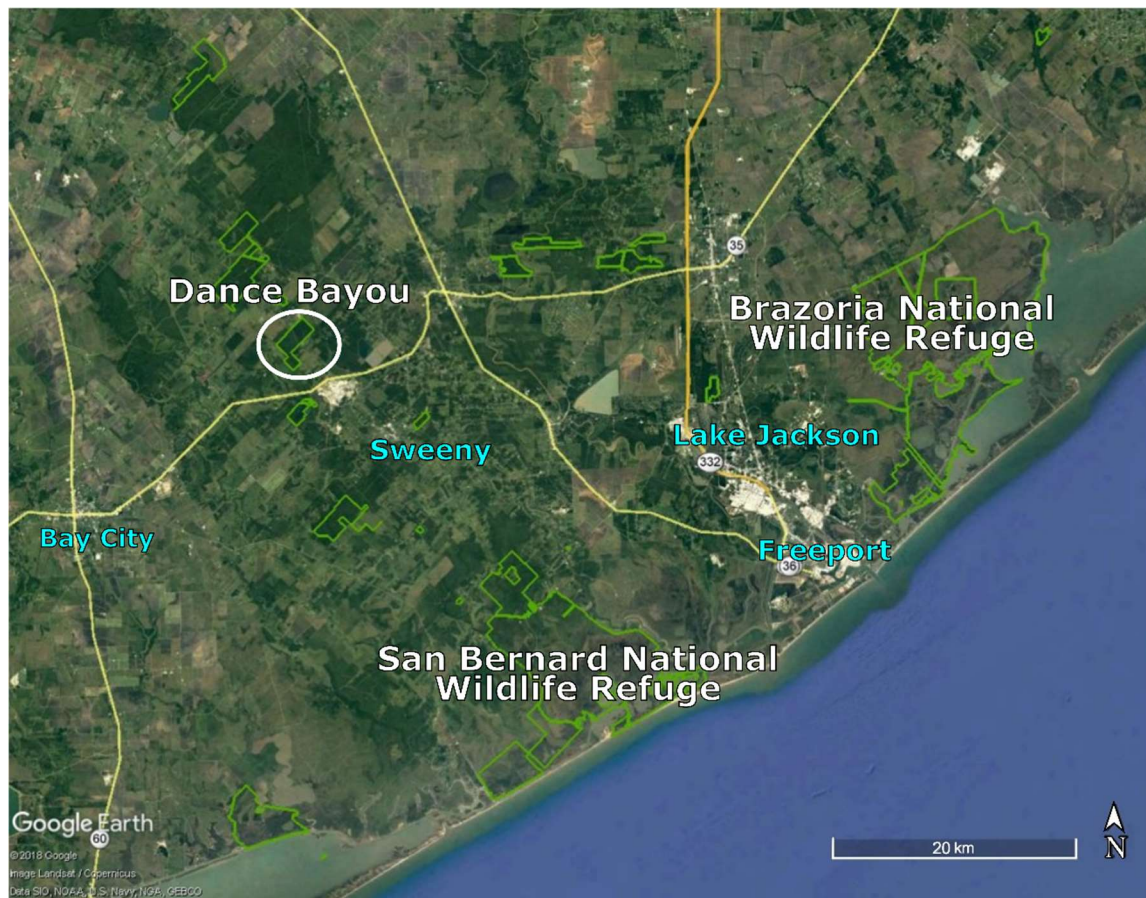 35
Dance Bayou
Brazoria National
Wildlife Refuge
Lake Jackson
Sweeny
332
Bay City
Freeport
36
San Bernard National
Wildlife Refuge
Google Earth
60
20 km
N
©2018 Google
Image Landsat / Copernicus
Data SIO, NOAA, U.S. Navy, NGA, GEBCO